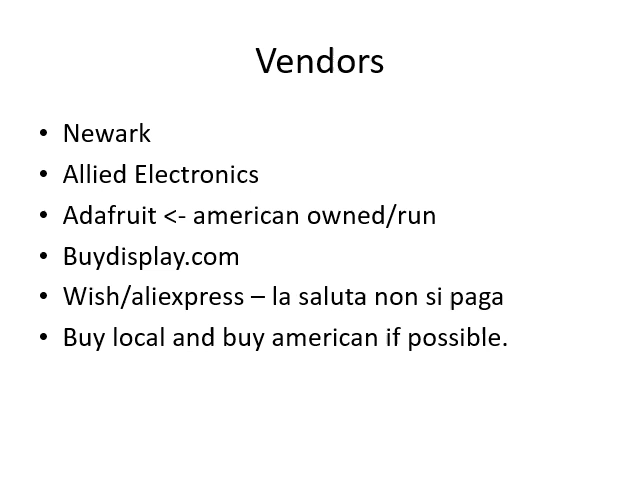 Vendors
• Newark
• Allied Electronics
• Adafruit <- american owned/run
• Buydisplay.com
• Wish/aliexpress – la saluta non si paga
• Buy local and buy american if possible.